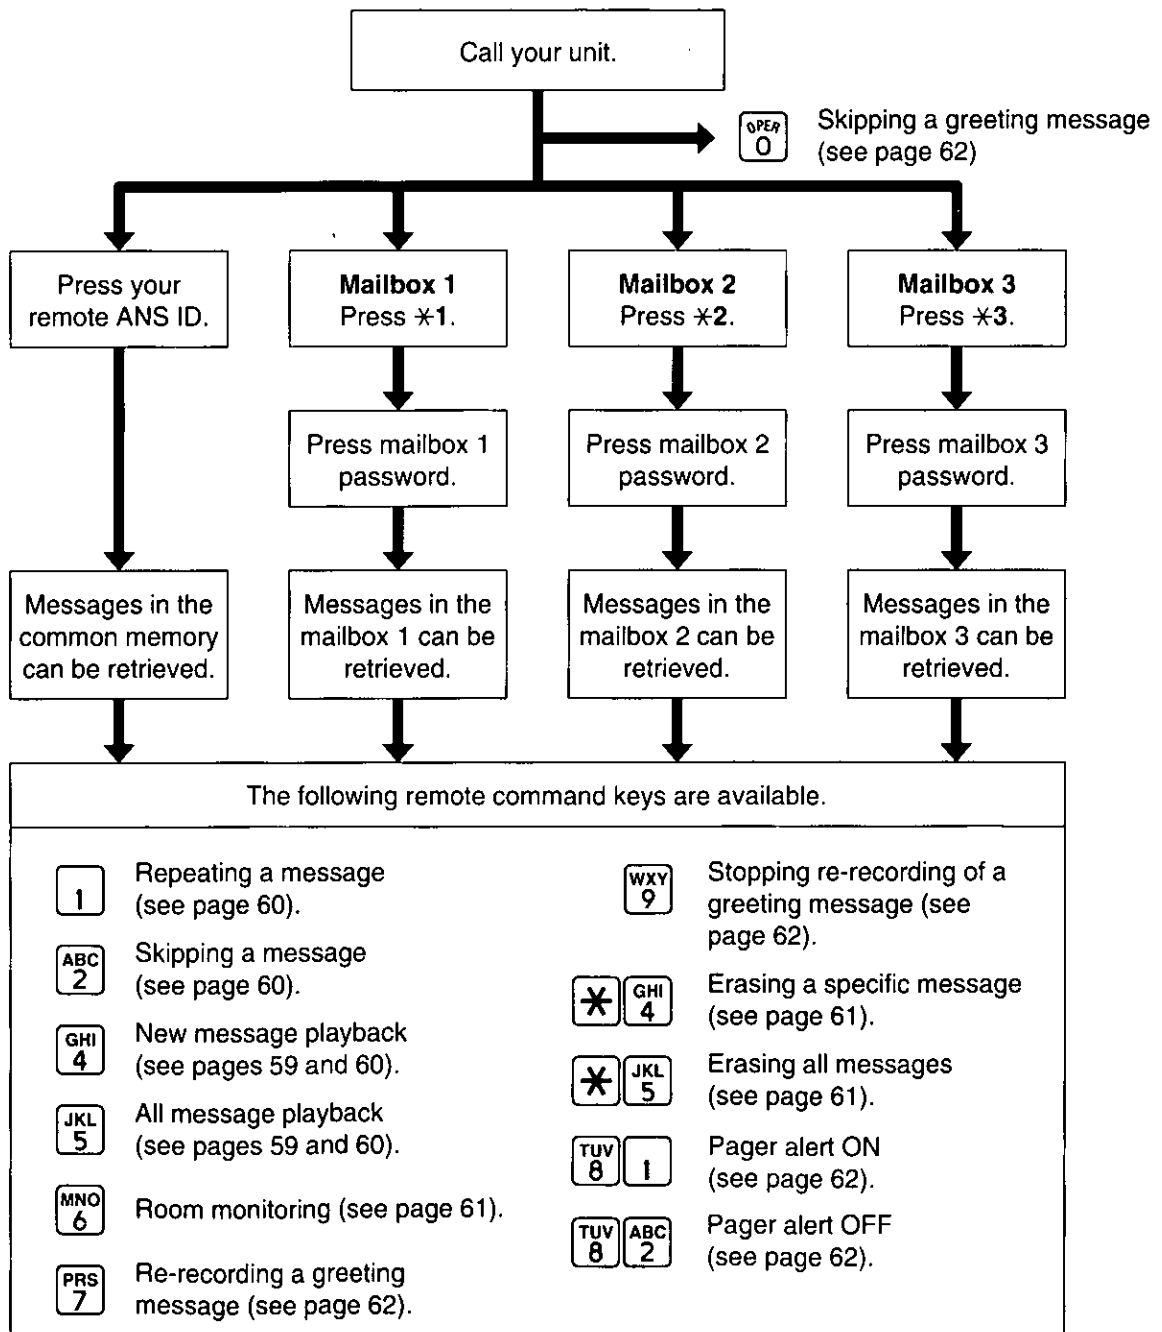 Call your unit.
OPER
0
Skipping a greeting message
(see page 62)
Press your
remote ANS ID.
Mailbox 1
Press ✳1.
Mailbox 2
Press ✳2.
Mailbox 3
Press ✳3.
Press mailbox 1
password.
Press mailbox 2
password.
Press mailbox 3
password.
Messages in the
common memory
can be retrieved.
Messages in the
mailbox 1 can be
retrieved.
Messages in the
mailbox 2 can be
retrieved.
Messages in the
mailbox 3 can be
retrieved.
The following remote command keys are available.
1
Repeating a message
(see page 60).
ABC
2
Skipping a message
(see page 60).
GHI
4
New message playback
(see pages 59 and 60).
JKL
5
All message playback
(see pages 59 and 60).
MNO
6
Room monitoring (see page 61).
PRS
7
Re-recording a greeting
message (see page 62).
WXY
9
Stopping re-recording of a
greeting message (see
page 62).
✳ GHI
4
Erasing a specific message
(see page 61).
✳ JKL
5
Erasing all messages
(see page 61).
TUV
8 1
Pager alert ON
(see page 62).
TUV ABC
8 2
Pager alert OFF
(see page 62).